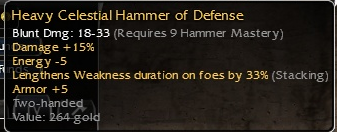 Heavy Celestial Hammer of Defense
Blunt Dmg: 18-33 (Requires 9 Hammer Mastery)
Damage +15%
Energy -5
Lengthens Weakness duration on foes by 33% (Stacking)
Armor +5
Two-handed
Value: 264 gold